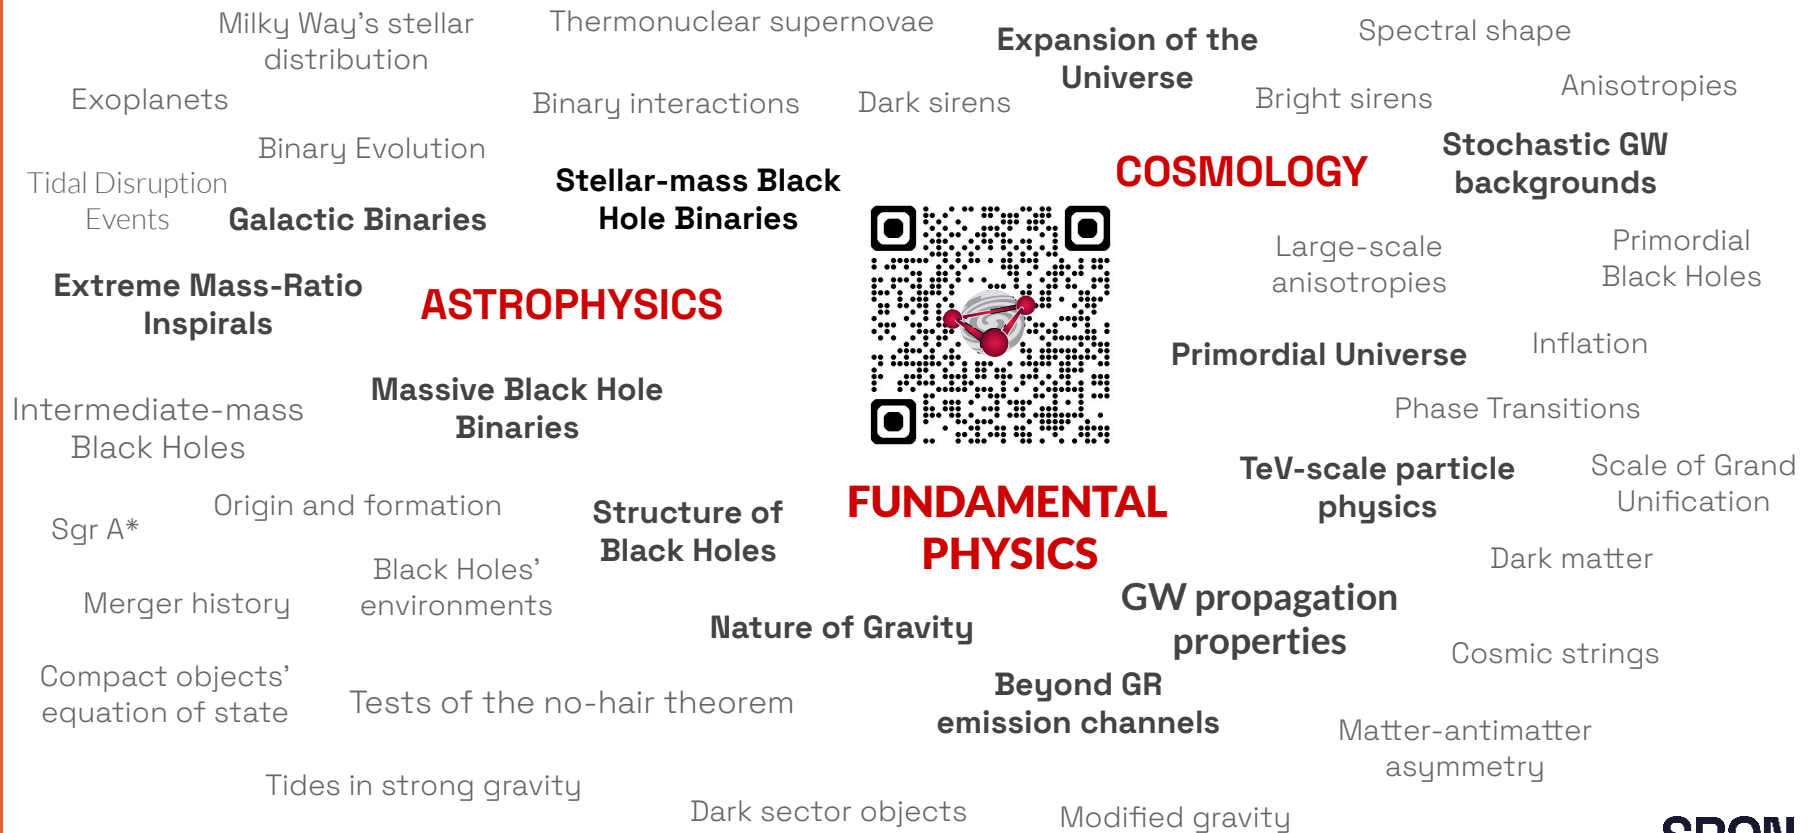 Milky Way's stellar
distribution
Thermonuclear supernovae
Expansion of the
Universe
Spectral shape
Exoplanets
Binary interactions
Dark sirens
Bright sirens
Anisotropies
Binary Evolution
Stellar-mass Black
Hole Binaries
COSMOLOGY
Stochastic GW
backgrounds
Tidal Disruption
Events
Galactic Binaries
Large-scale
anisotropies
Primordial
Black Holes
Extreme Mass-Ratio
Inspirals
ASTROPHYSICS
Primordial Universe
Inflation
Massive Black Hole
Binaries
Intermediate-mass
Black Holes
Phase Transitions
TeV-scale particle
physics
Scale of Grand
Unification
Origin and formation
Sgr A*
Structure of
Black Holes
FUNDAMENTAL
PHYSICS
Dark matter
Merger history
Black Holes'
environments
Nature of Gravity
GW propagation
properties
Cosmic strings
Compact objects'
equation of state
Tests of the no-hair theorem
Beyond GR
emission channels
Matter-antimatter
asymmetry
Tides in strong gravity
Dark sector objects
Modified gravity